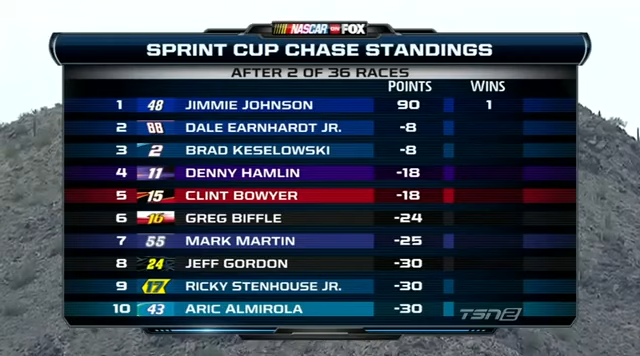 NASCAR on FOX
SPRINT CUP CHASE STANDINGS
AFTER 2 OF 36 RACES
POINTS WINS
1 48 JIMMIE JOHNSON 90 1
2 88 DALE EARNHARDT JR. -8
3 2 BRAD KESELOWSKI -8
4 11 DENNY HAMLIN -18
5 15 CLINT BOWYER -18
6 16 GREG BIFFLE -24
7 55 MARK MARTIN -25
8 24 JEFF GORDON -30
9 17 RICKY STENHOUSE JR. -30
10 43 ARIC ALMIROLA -30
TSN2